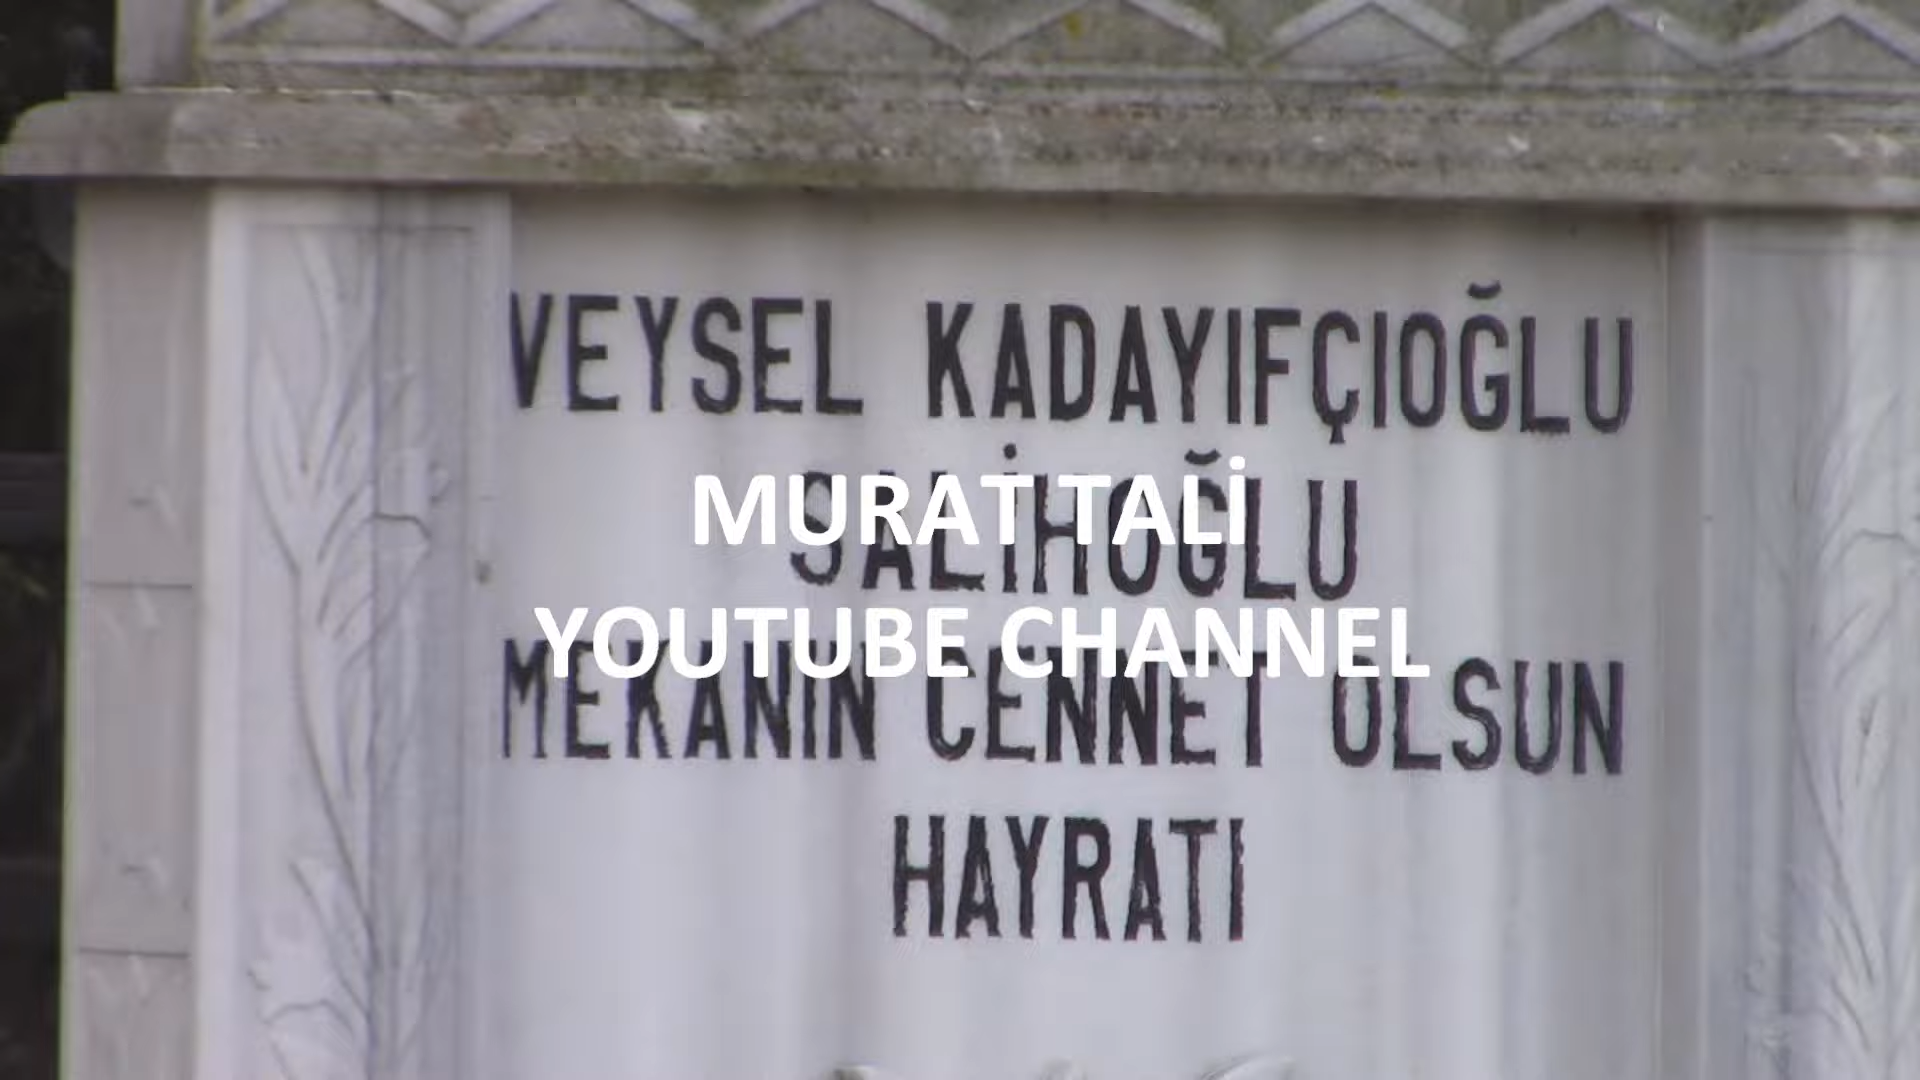 VEYSEL KADAYIFÇIOĞLU
SALİHOĞLU
MEKANIN CENNET OLSUN
HAYRATI
MURAT TALİ
YOUTUBE CHANNEL